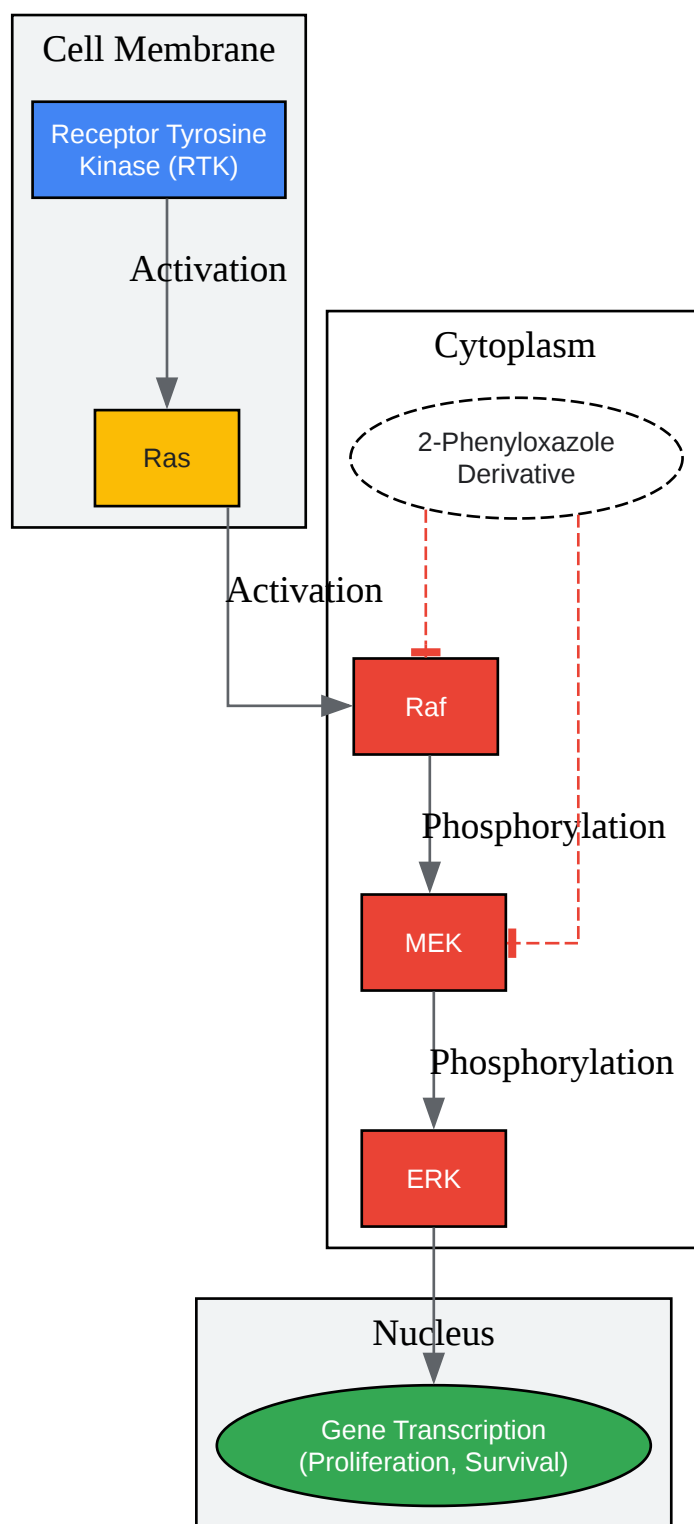 Cell Membrane
Receptor Tyrosine
Kinase (RTK)
Activation
Ras
Activation
Cytoplasm
2-Phenyloxazole
Derivative
Raf
Phosphorylation
MEK
Phosphorylation
ERK
Nucleus
Gene Transcription
(Proliferation, Survival)